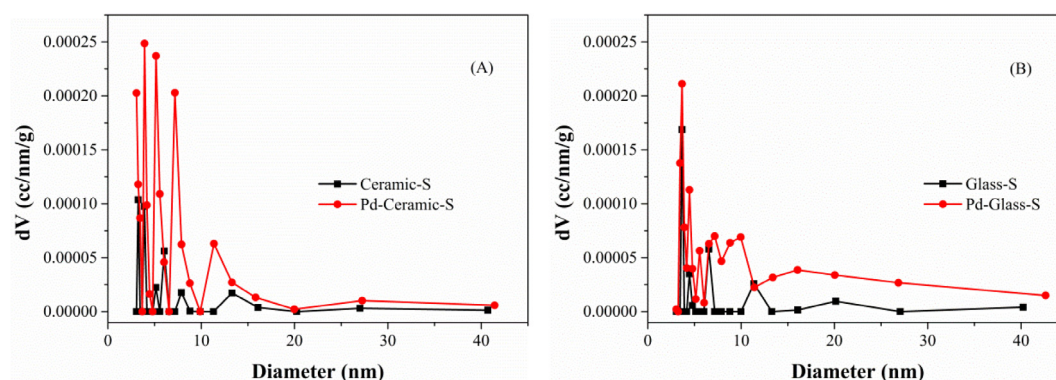 0.00025
0.00020
0.00015
0.00010
0.00005
0.00000
dV (cc/nm/g)
(A)
Ceramic-S
Pd-Ceramic-S
0 10 20 30 40
Diameter (nm)
0.00025
0.00020
0.00015
0.00010
0.00005
0.00000
dV (cc/nm/g)
(B)
Glass-S
Pd-Glass-S
0 10 20 30 40
Diameter (nm)